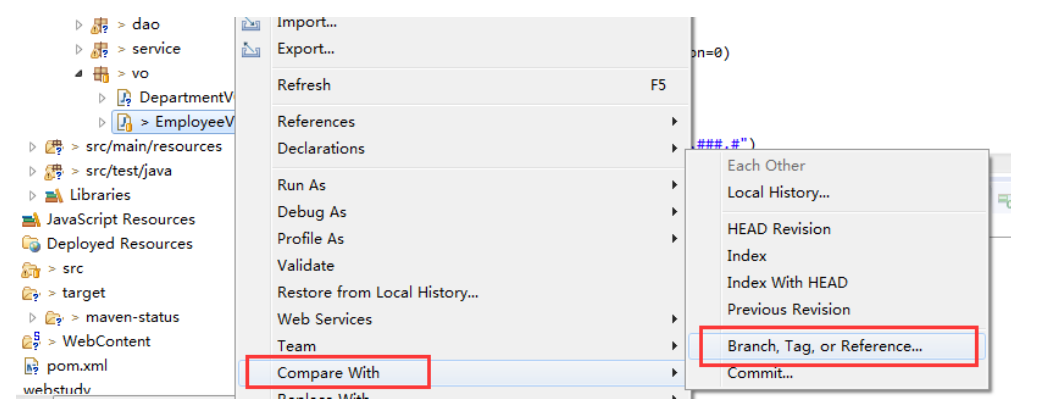 > dao
> service
> vo
DepartmentV
> EmployeeV
> src/main/resources
> src/test/java
Libraries
JavaScript Resources
Deployed Resources
> src
> target
> maven-status
> WebContent
pom.xml
webstudy
Import...
Export...
Refresh F5
References
Declarations
Run As
Debug As
Profile As
Validate
Restore from Local History...
Web Services
Team
Compare With
Replace With
on=0)
.###.#")
Each Other
Local History...
HEAD Revision
Index
Index With HEAD
Previous Revision
Branch, Tag, or Reference...
Commit...